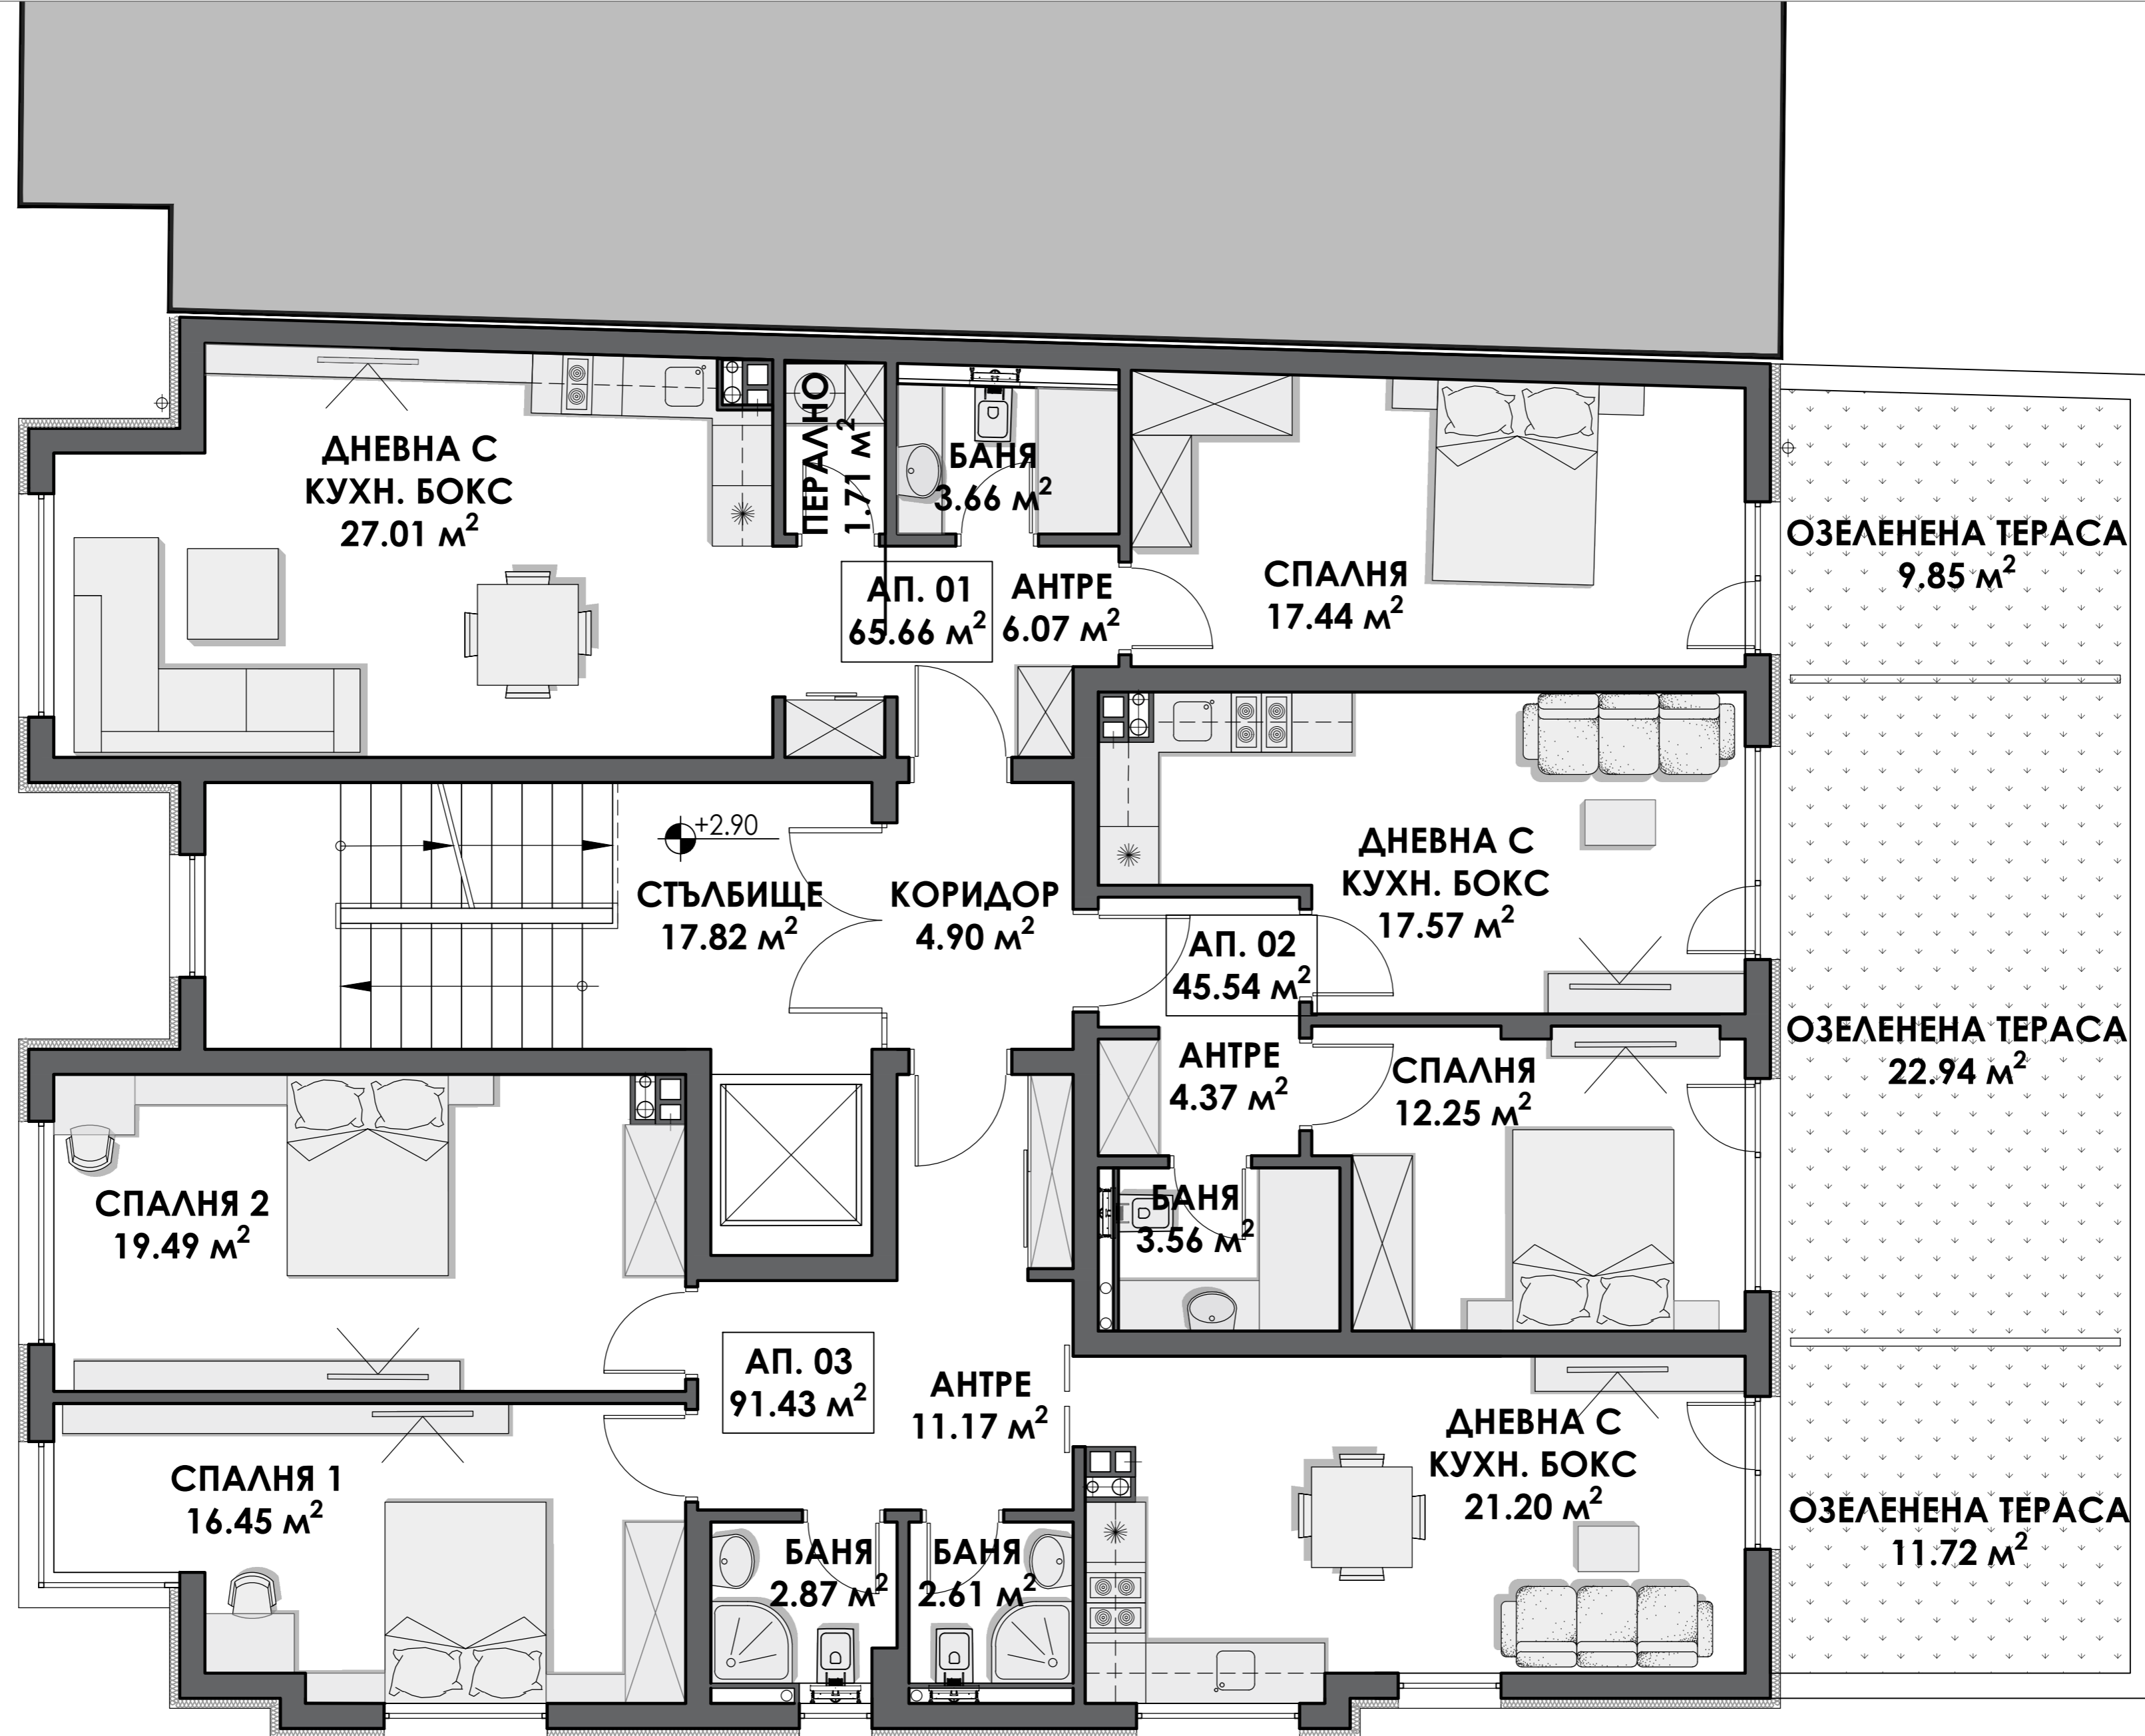 ДНЕВНА С
КУХН. БОКС
27.01 м²
ПЕРАЛНО
1.71 м²
БАНЯ
3.66 м²
АП. 01
65.66 м²
АНТРЕ
6.07 м²
СПАЛНЯ
17.44 м²
ОЗЕЛЕНЕНА ТЕРАСА
9.85 м²
+2.90
СТЪЛБИЩЕ
17.82 м²
КОРИДОР
4.90 м²
ДНЕВНА С
КУХН. БОКС
17.57 м²
АП. 02
45.54 м²
АНТРЕ
4.37 м²
СПАЛНЯ
12.25 м²
ОЗЕЛЕНЕНА ТЕРАСА
22.94 м²
БАНЯ
3.56 м²
СПАЛНЯ 2
19.49 м²
АП. 03
91.43 м²
АНТРЕ
11.17 м²
СПАЛНЯ 1
16.45 м²
БАНЯ
2.87 м²
БАНЯ
2.61 м²
ДНЕВНА С
КУХН. БОКС
21.20 м²
ОЗЕЛЕНЕНА ТЕРАСА
11.72 м²